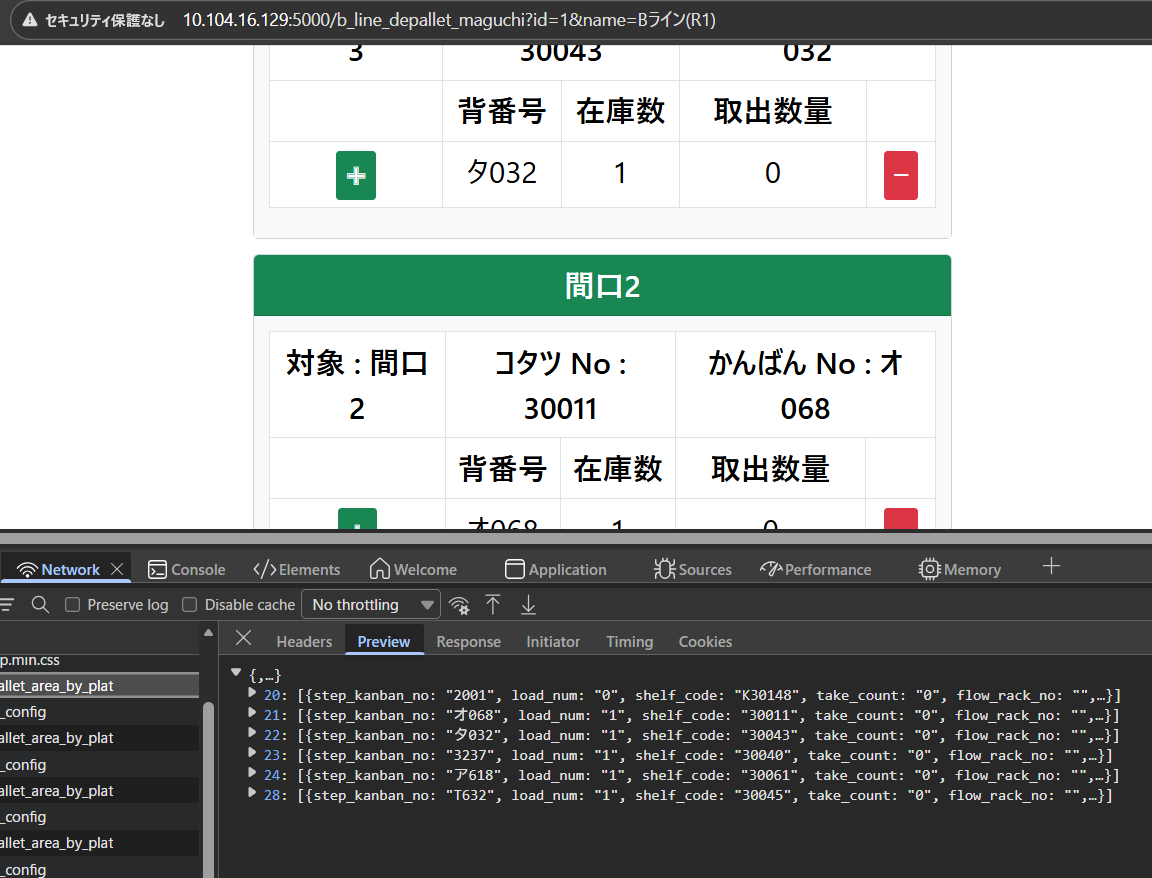 セキュリティ保護なし 10.104.16.129:5000/b_line_depallet_maguchi?id=1&name=Bライン(R1)
3 30043 032
背番号 在庫数 取出数量
+ タ032 1 0 −
間口2
対象 : 間口 コタツ No : かんばん No : オ
2 30011 068
背番号 在庫数 取出数量
オ068 1 0
Network Console Elements Welcome Application Sources Performance Memory
Preserve log Disable cache No throttling
Headers Preview Response Initiator Timing Cookies
p.min.css
allet_area_by_plat
_config
allet_area_by_plat
_config
allet_area_by_plat
_config
allet_area_by_plat
_config
{,…}
20: [{step_kanban_no: "2001", load_num: "0", shelf_code: "K30148", take_count: "0", flow_rack_no: "",…}]
21: [{step_kanban_no: "オ068", load_num: "1", shelf_code: "30011", take_count: "0", flow_rack_no: "",…}]
22: [{step_kanban_no: "タ032", load_num: "1", shelf_code: "30043", take_count: "0", flow_rack_no: "",…}]
23: [{step_kanban_no: "3237", load_num: "1", shelf_code: "30040", take_count: "0", flow_rack_no: "",…}]
24: [{step_kanban_no: "ア618", load_num: "1", shelf_code: "30061", take_count: "0", flow_rack_no: "",…}]
28: [{step_kanban_no: "T632", load_num: "1", shelf_code: "30045", take_count: "0", flow_rack_no: "",…}]